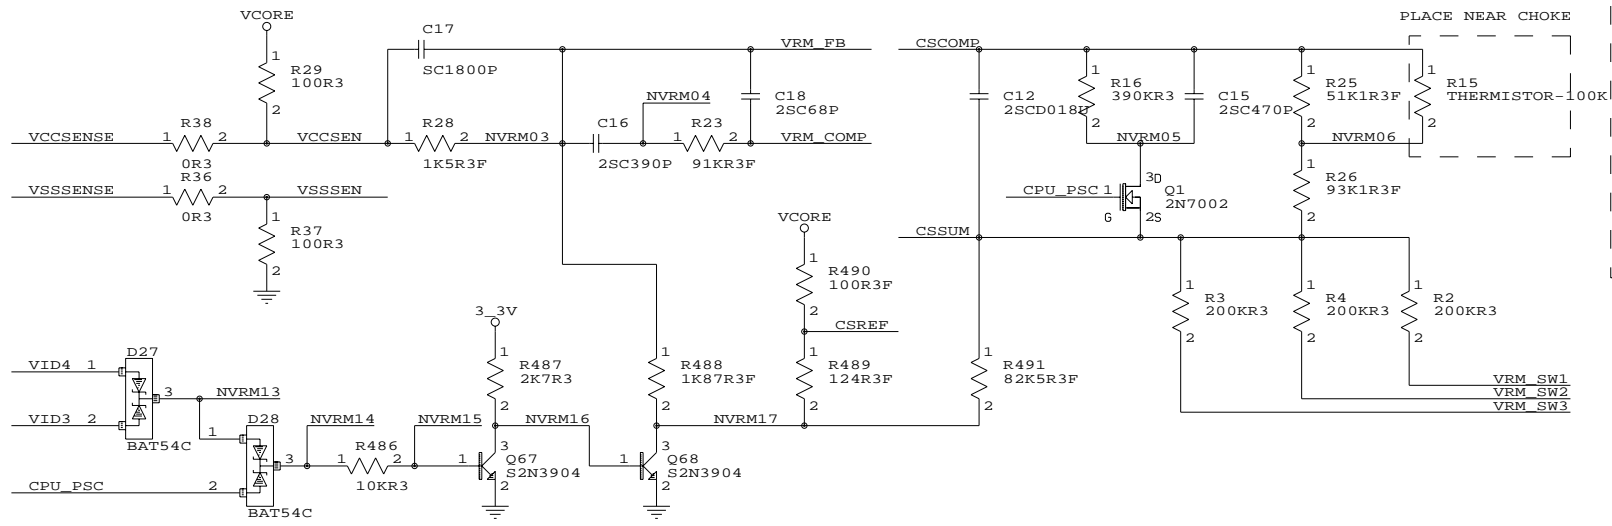 PLACE NEAR CHOKE
VCORE
1
R29
100R3
2
C17
SC1800P
VRM_FB
CSCOMP
NVRM04
C18
2SC68P
C12
2SCD018U
1
R16
390KR3
2
C15
2SC470P
1
R25
51K1R3F
2
1
R15
THERMISTOR-100K
2
VCCSENSE
1
R38
2
0R3
VCCSEN
1
R28
2
1K5R3F
NVRM03
C16
2SC390P
1
R23
2
91KR3F
VRM_COMP
NVRM05
NVRM06
VSSSENSE
1
R36
2
0R3
VSSSEN
1
R37
100R3
2
CPU_PSC
1
3D
Q1
2N7002
G
2S
1
R26
93K1R3F
2
VCORE
CSSUM
1
R490
100R3F
2
CSREF
1
R3
200KR3
2
1
R4
200KR3
2
1
R2
200KR3
2
3_3V
1
R487
2K7R3
2
1
R488
1K87R3F
2
1
R489
124R3F
2
1
R491
82K5R3F
2
VRM_SW1
VRM_SW2
VRM_SW3
D27
VID4
1
3
NVRM13
VID3
2
BAT54C
D28
1
3
NVRM14
CPU_PSC
2
BAT54C
1
R486
2
10KR3
NVRM15
1
3
Q67
S2N3904
2
NVRM16
1
3
Q68
S2N3904
2
NVRM17